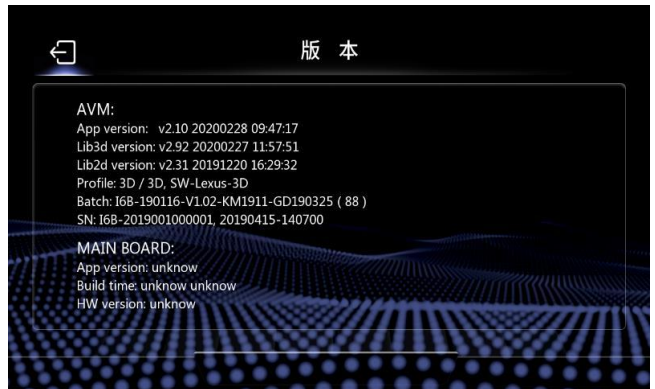 版 本
AVM:
App version: v2.10 20200228 09:47:17
Lib3d version: v2.92 20200227 11:57:51
Lib2d version: v2.31 20191220 16:29:32
Profile: 3D / 3D, SW-Lexus-3D
Batch: I6B-190116-V1.02-KM1911-GD190325 ( 88 )
SN: I6B-2019001000001, 20190415-140700
MAIN BOARD:
App version: unknow
Build time: unknow unknow
HW version: unknow